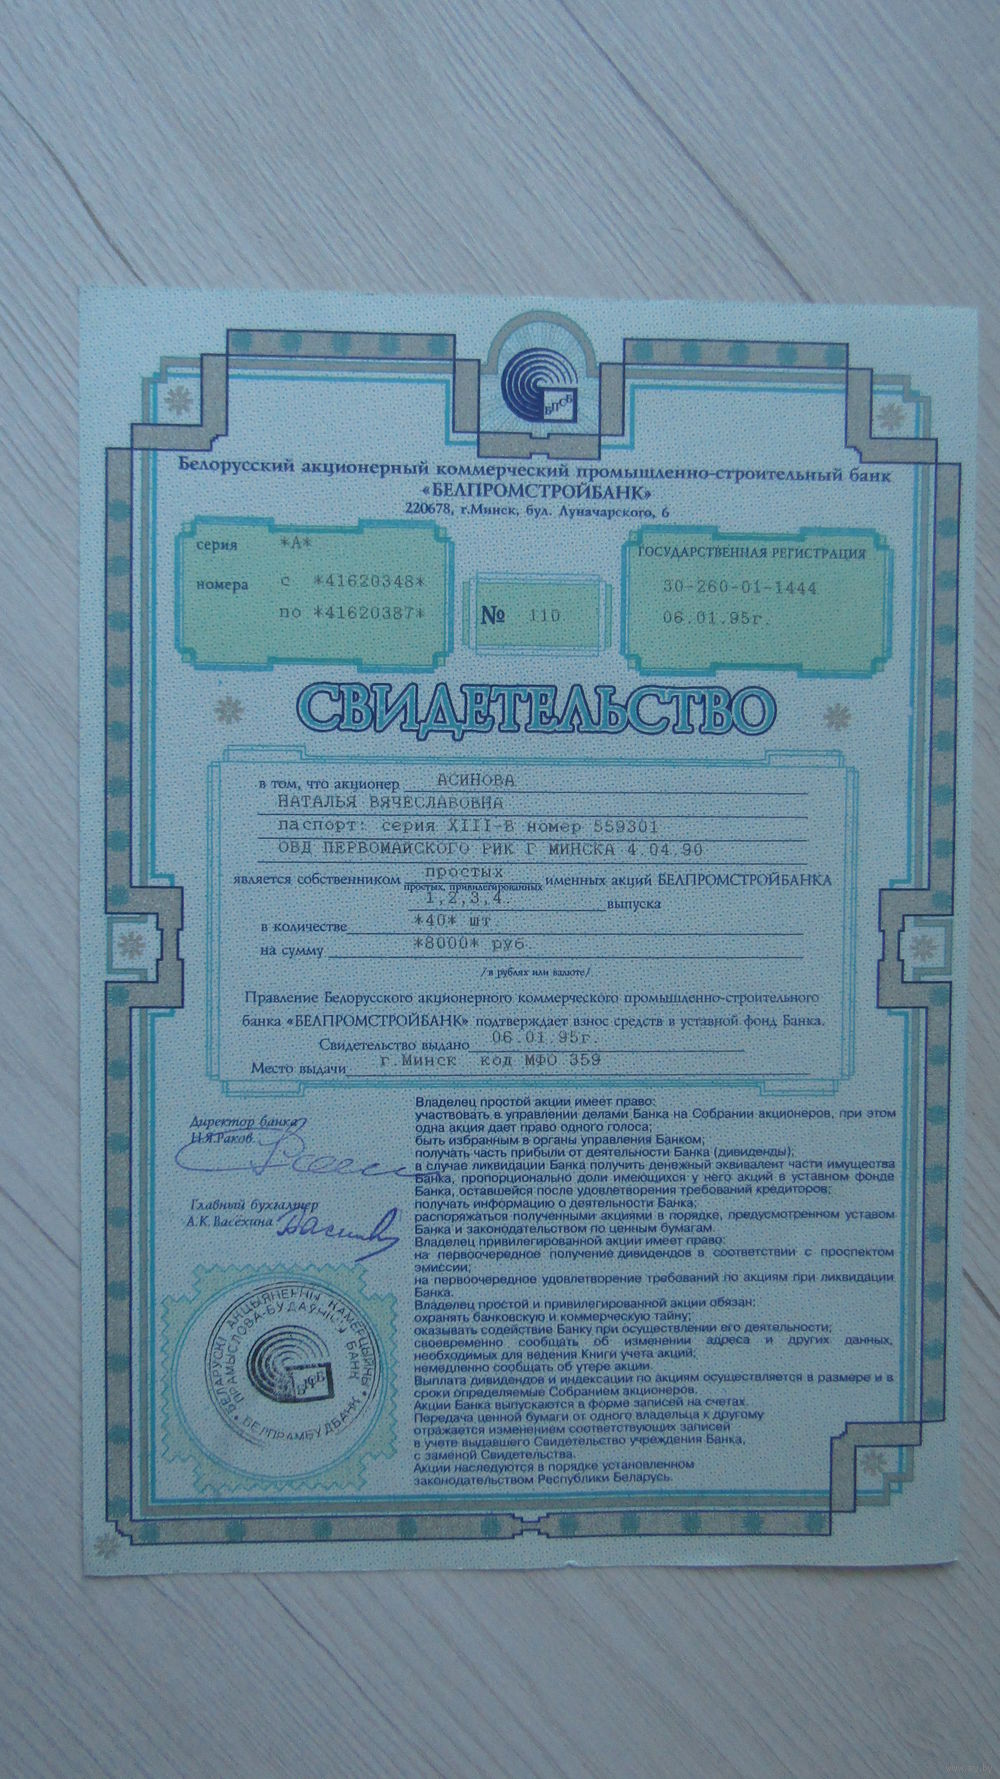 БПСБ
Белорусский акционерный коммерческий промышленно-строительный банк
«БЕЛПРОМСТРОЙБАНК»
220678, г.Минск, бул. Луначарского, 6
серия *А*
номера с *41620348*
по *41620387*
№ 110
ГОСУДАРСТВЕННАЯ РЕГИСТРАЦИЯ
30-260-01-1444
06.01.95г.
СВИДЕТЕЛЬСТВО
в том, что акционер АСИНОВА
НАТАЛЬЯ ВЯЧЕСЛАВОВНА
паспорт: серия XIII-В номер 559301
ОВД ПЕРВОМАЙСКОГО РИК Г МИНСКА 4.04.90
является собственником простых именных акций БЕЛПРОМСТРОЙБАНКА
простых, привилегированных
1,2,3,4. выпуска
в количестве *40* шт.
на сумму *8000* руб.
/в рублях или валюте/
Правление Белорусского акционерного коммерческого промышленно-строительного
банка «БЕЛПРОМСТРОЙБАНК» подтверждает взнос средств в уставной фонд Банка.
Свидетельство выдано 06.01.95г.
Место выдачи г.Минск код МФО 359
Директор банка
Н.Я.Раков
Главный бухгалтер
А.К.Васехина
Владелец простой акции имеет право:
участвовать в управлении делами Банка на Собрании акционеров, при этом
одна акция дает право одного голоса;
быть избранным в органы управления Банком;
получать часть прибыли от деятельности Банка (дивиденды);
в случае ликвидации Банка получить денежный эквивалент части имущества
Банка, пропорционально доли имеющихся у него акций в уставном фонде
Банка, оставшейся после удовлетворения требований кредиторов;
получать информацию о деятельности Банка;
распоряжаться полученными акциями в порядке, предусмотренном уставом
Банка и законодательством по ценным бумагам.
Владелец привилегированной акции имеет право:
на первоочередное получение дивидендов в соответствии с проспектом
эмиссии;
на первоочередное удовлетворение требований по акциям при ликвидации
Банка.
Владелец простой и привилегированной акции обязан:
охранять банковскую и коммерческую тайну;
оказывать содействие Банку при осуществлении его деятельности;
своевременно сообщать об изменении адреса и других данных,
необходимых для ведения Книги учета акций;
немедленно сообщать об утере акции.
Выплата дивидендов и индексации по акциям осуществляется в размере и в
сроки определяемые Собранием акционеров.
Акции Банка выпускаются в форме записей на счетах.
Передача ценной бумаги от одного владельца к другому
отражается изменением соответствующих записей
в учете выдавшего Свидетельство учреждения Банка,
с заменой Свидетельства.
Акции наследуются в порядке установленном
законодательством Республики Беларусь.
БЕЛАРУСКІ АКЦЫЯНЕРНЫ КАМЕРЦЫЙНЫ
ПРАМЫСЛОВА-БУДАЎНІЧЫ БАНК
БЕЛПРАМБУДБАНК